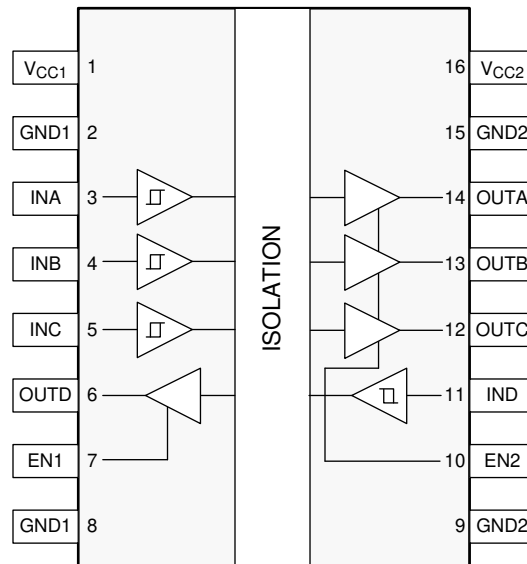 VCC1 1 16 VCC2
GND1 2 15 GND2
INA 3 14 OUTA
INB 4 13 OUTB
INC 5 12 OUTC
OUTD 6 11 IND
EN1 7 10 EN2
GND1 8 9 GND2
ISOLATION